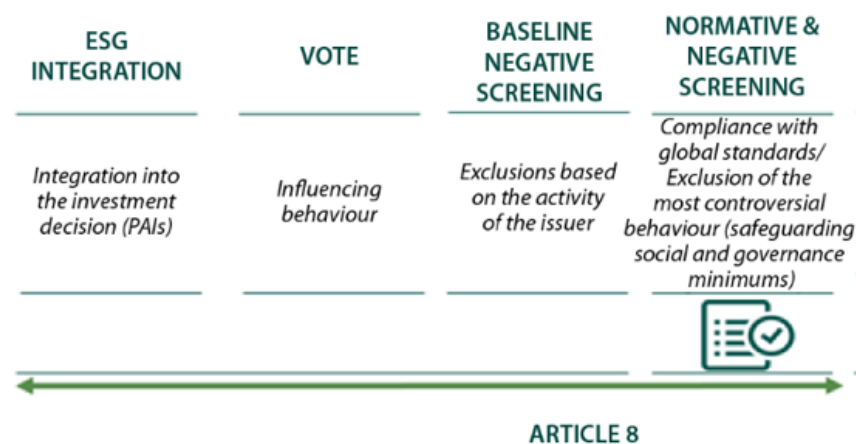 ESG
INTEGRATION
VOTE
BASELINE
NEGATIVE
SCREENING
NORMATIVE &
NEGATIVE
SCREENING
Integration into
the investment
decision (PAIs)
Influencing
behaviour
Exclusions based
on the activity
of the issuer
Compliance with
global standards/
Exclusion of the
most controversial
behaviour (safeguarding
social and governance
minimums)
ARTICLE 8